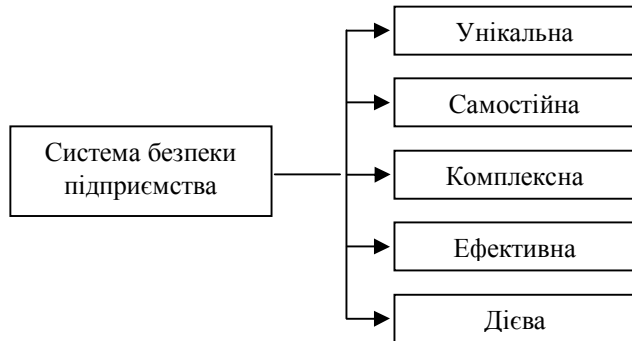 Система безпеки
підприємства
Унікальна
Самостійна
Комплексна
Ефективна
Дієва